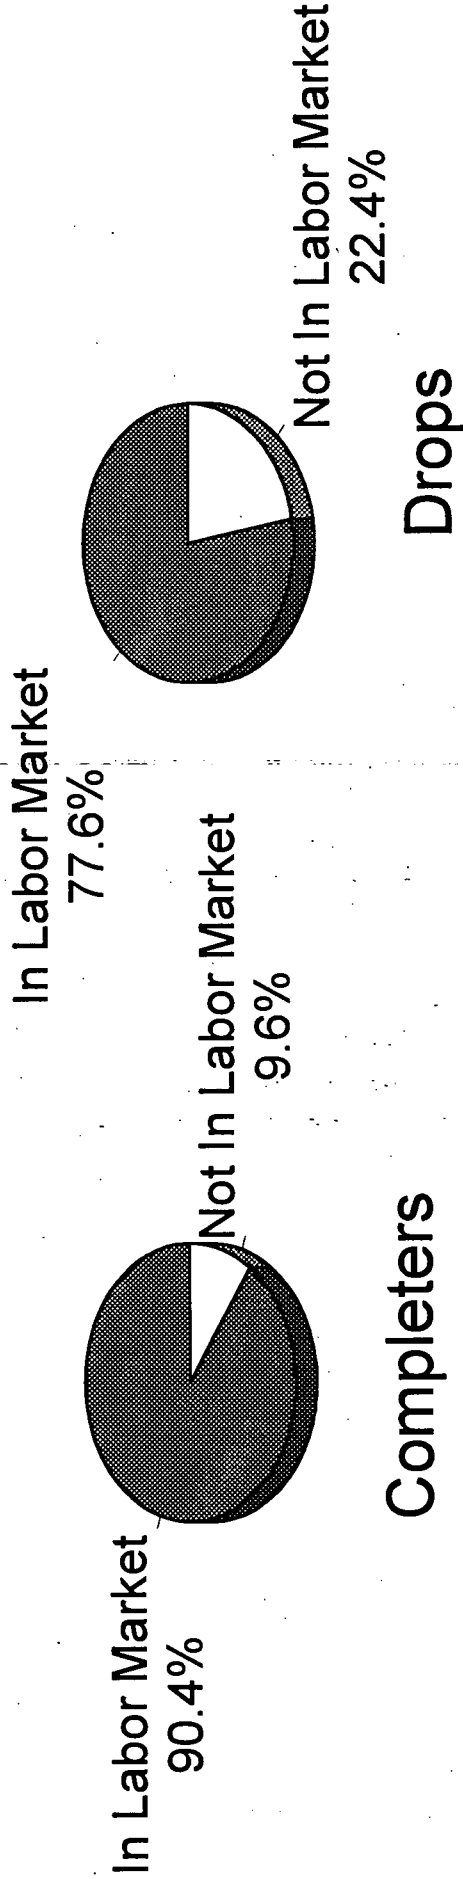 In Labor Market
90.4%
Not In Labor Market
9.6%
Completers
In Labor Market
77.6%
Not In Labor Market
22.4%
Drops